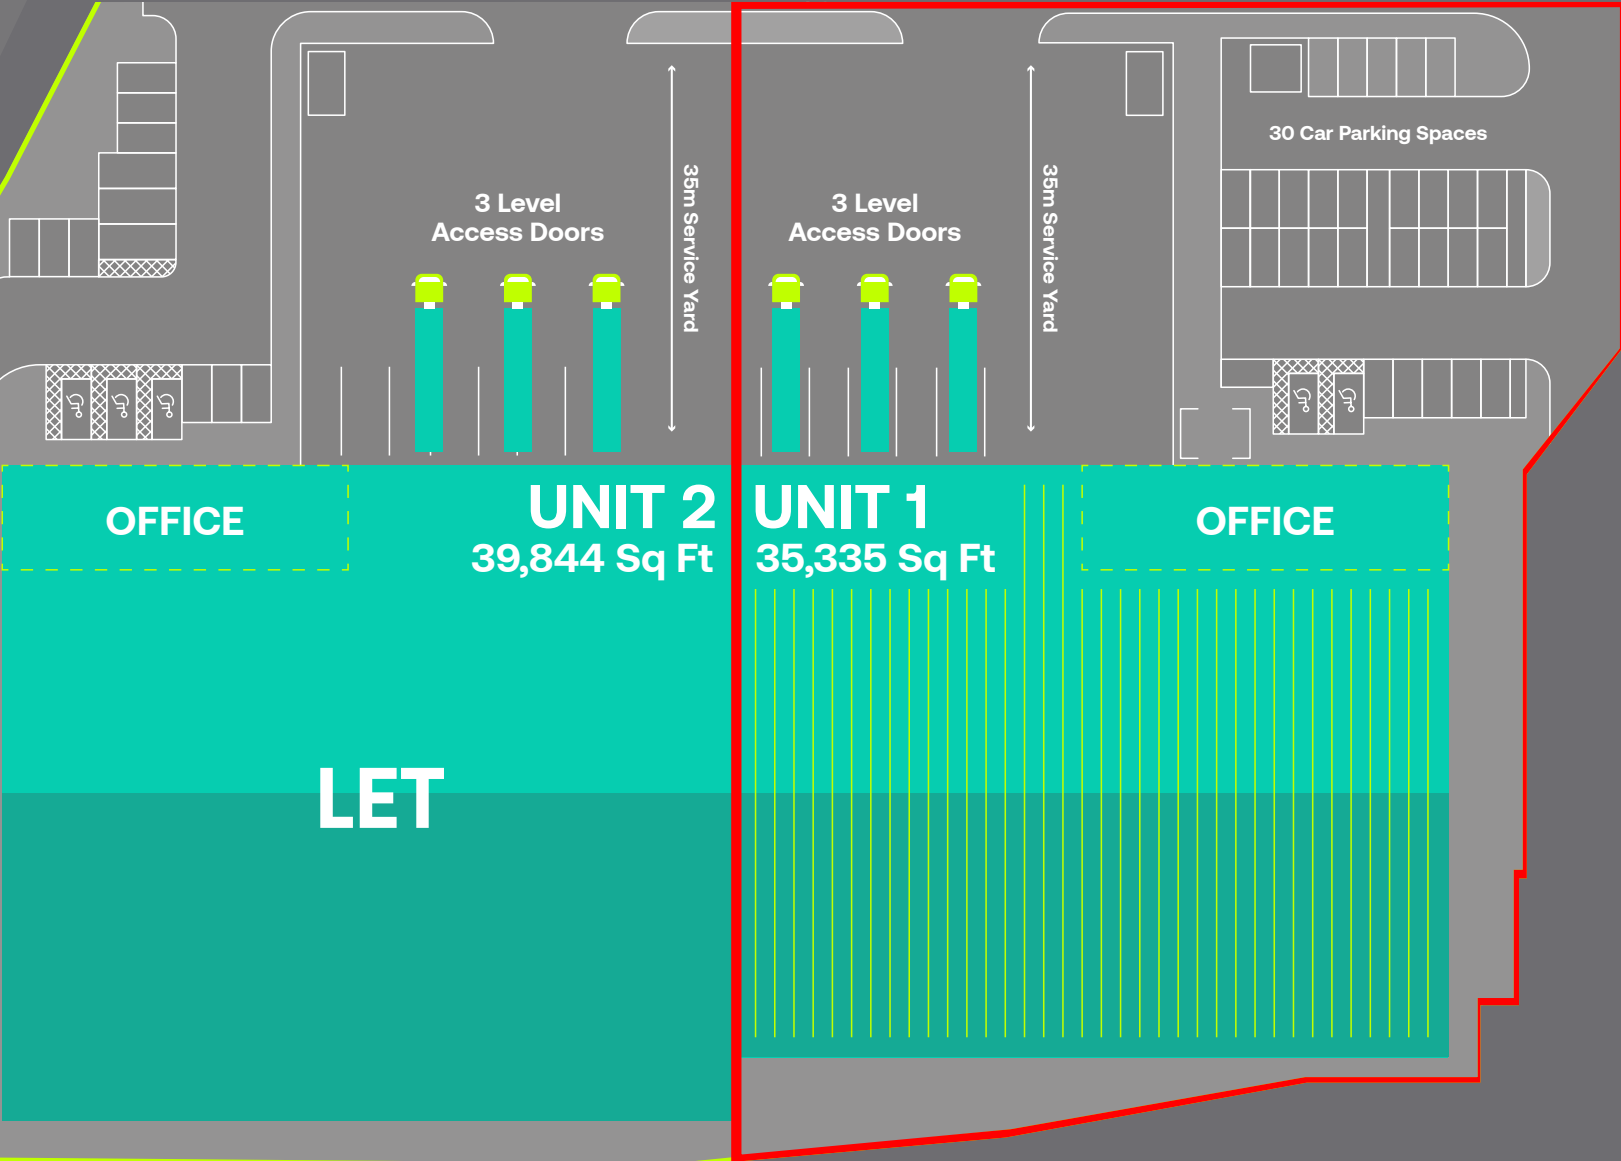 30 Car Parking Spaces
3 Level
Access Doors
35m Service Yard
3 Level
Access Doors
35m Service Yard
OFFICE
UNIT 2
39,844 Sq Ft
UNIT 1
35,335 Sq Ft
OFFICE
LET